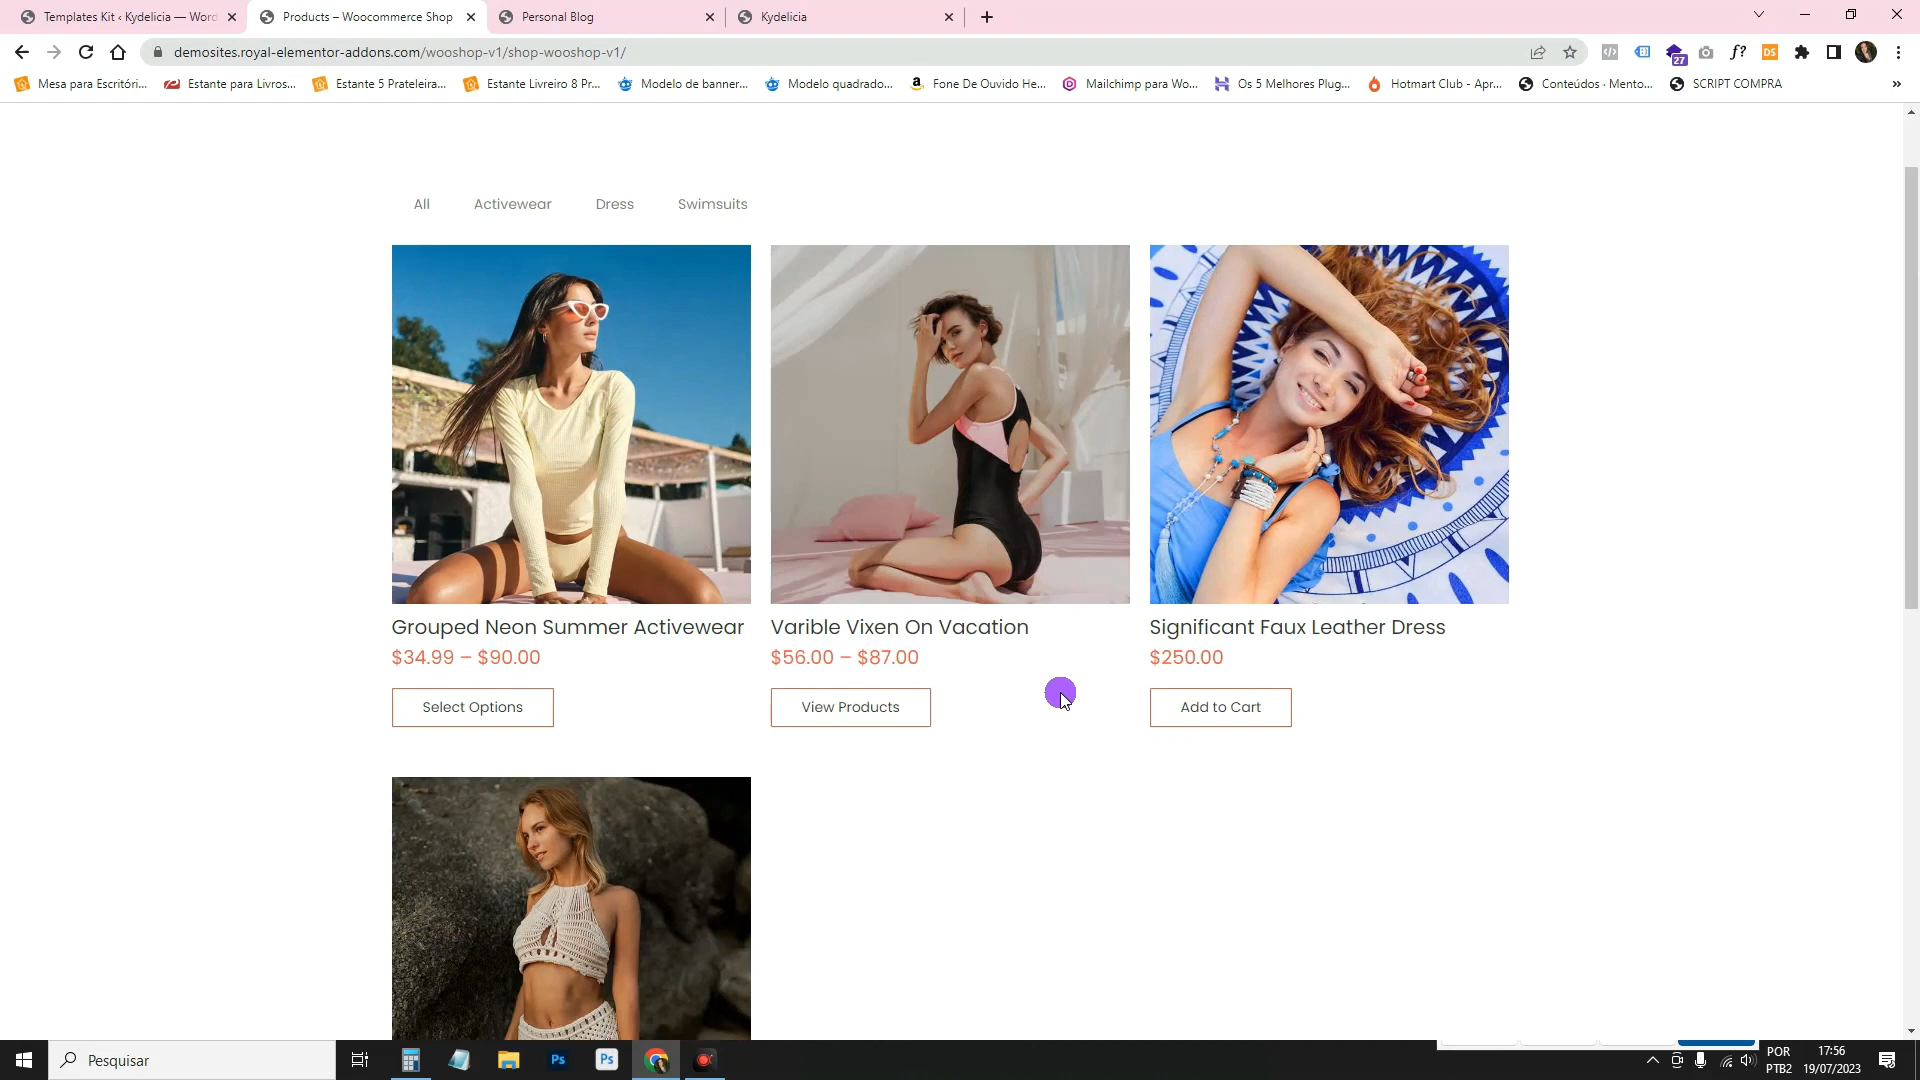 Templates Kit ‹ Kydelicia — Word
Products – Woocommerce Shop
Personal Blog
Kydelicia
demosites.royal-elementor-addons.com/wooshop-v1/shop-wooshop-v1/
27
f?
DS
Mesa para Escritóri...
Estante para Livros...
Estante 5 Prateleira...
Estante Livreiro 8 Pr...
Modelo de banner...
Modelo quadrado...
Fone De Ouvido He...
Mailchimp para Wo...
Os 5 Melhores Plug...
Hotmart Club - Apr...
Conteúdos · Mento...
SCRIPT COMPRA
»
All
Activewear
Dress
Swimsuits
Grouped Neon Summer Activewear
$34.99 – $90.00
Select Options
Varible Vixen On Vacation
$56.00 – $87.00
View Products
Significant Faux Leather Dress
$250.00
Add to Cart
Pesquisar
Ps
Ps
POR
PTB2
17:56
19/07/2023